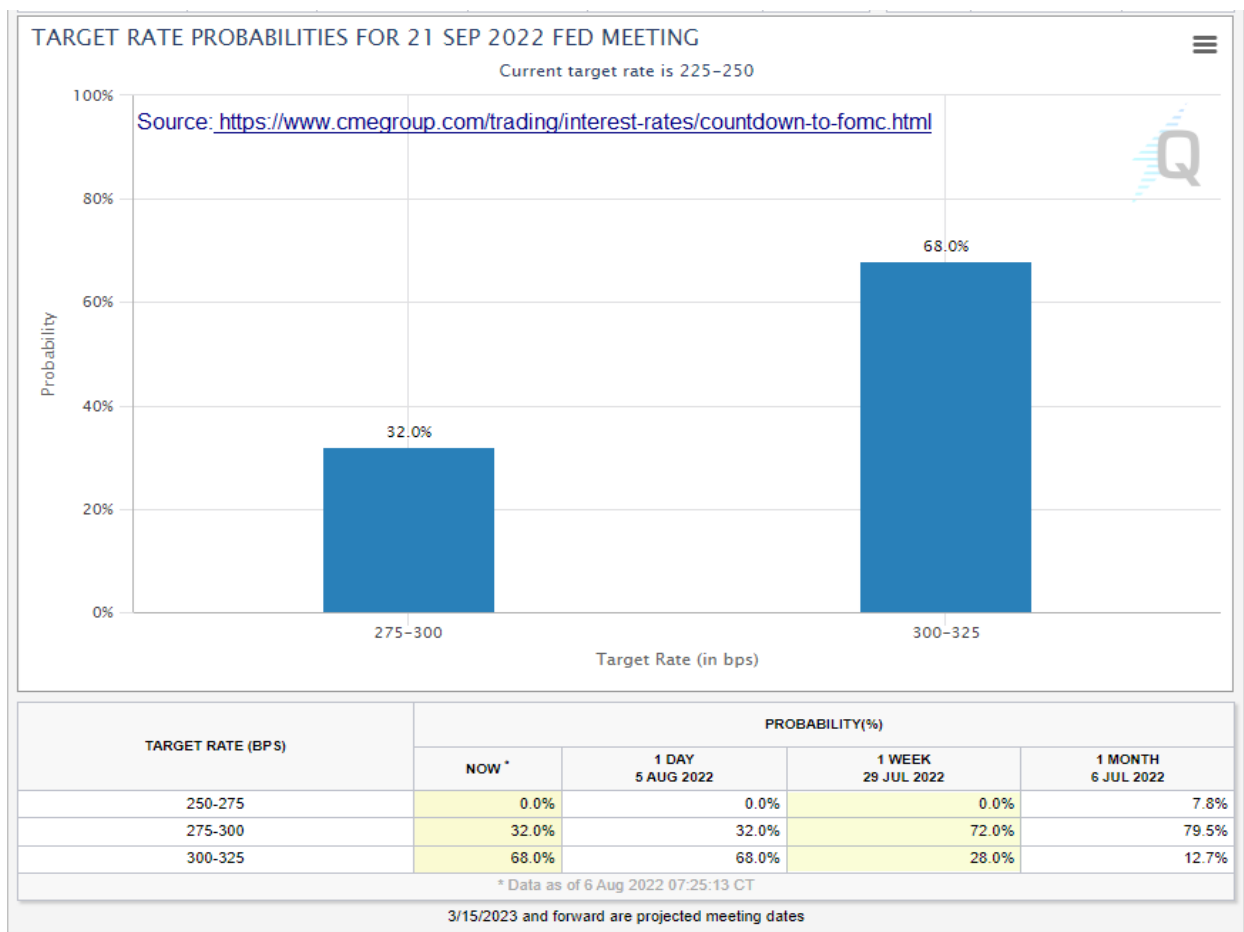 TARGET RATE PROBABILITIES FOR 21 SEP 2022 FED MEETING
Current target rate is 225-250
100%
Source: https://www.cmegroup.com/trading/interest-rates/countdown-to-fomc.html
Q
80%
68.0%
60%
Probability
40%
32.0%
20%
0%
275-300 300-325
Target Rate (in bps)
TARGET RATE (BPS) PROBABILITY(%)
NOW * 1 DAY 5 AUG 2022 1 WEEK 29 JUL 2022 1 MONTH 6 JUL 2022
250-275 0.0% 0.0% 0.0% 7.8%
275-300 32.0% 32.0% 72.0% 79.5%
300-325 68.0% 68.0% 28.0% 12.7%
* Data as of 6 Aug 2022 07:25:13 CT
3/15/2023 and forward are projected meeting dates